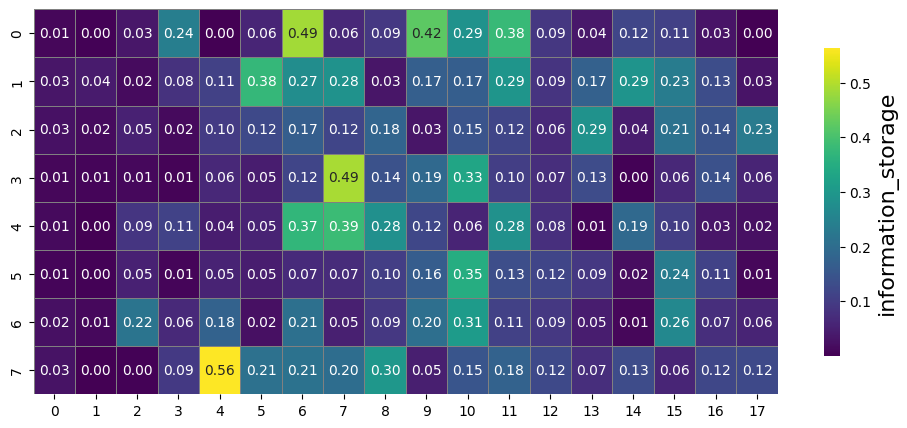 0 0.01 0.00 0.03 0.24 0.00 0.06 0.49 0.06 0.09 0.42 0.29 0.38 0.09 0.04 0.12 0.11 0.03 0.00
1 0.03 0.04 0.02 0.08 0.11 0.38 0.27 0.28 0.03 0.17 0.17 0.29 0.09 0.17 0.29 0.23 0.13 0.03
2 0.03 0.02 0.05 0.02 0.10 0.12 0.17 0.12 0.18 0.03 0.15 0.12 0.06 0.29 0.04 0.21 0.14 0.23
3 0.01 0.01 0.01 0.01 0.06 0.05 0.12 0.49 0.14 0.19 0.33 0.10 0.07 0.13 0.00 0.06 0.14 0.06
4 0.01 0.00 0.09 0.11 0.04 0.05 0.37 0.39 0.28 0.12 0.06 0.28 0.08 0.01 0.19 0.10 0.03 0.02
5 0.01 0.00 0.05 0.01 0.05 0.05 0.07 0.07 0.10 0.16 0.35 0.13 0.12 0.09 0.02 0.24 0.11 0.01
6 0.02 0.01 0.22 0.06 0.18 0.02 0.21 0.05 0.09 0.20 0.31 0.11 0.09 0.05 0.01 0.26 0.07 0.06
7 0.03 0.00 0.00 0.09 0.56 0.21 0.21 0.20 0.30 0.05 0.15 0.18 0.12 0.07 0.13 0.06 0.12 0.12
0 1 2 3 4 5 6 7 8 9 10 11 12 13 14 15 16 17
0.5
0.4
0.3
0.2
0.1
information_storage